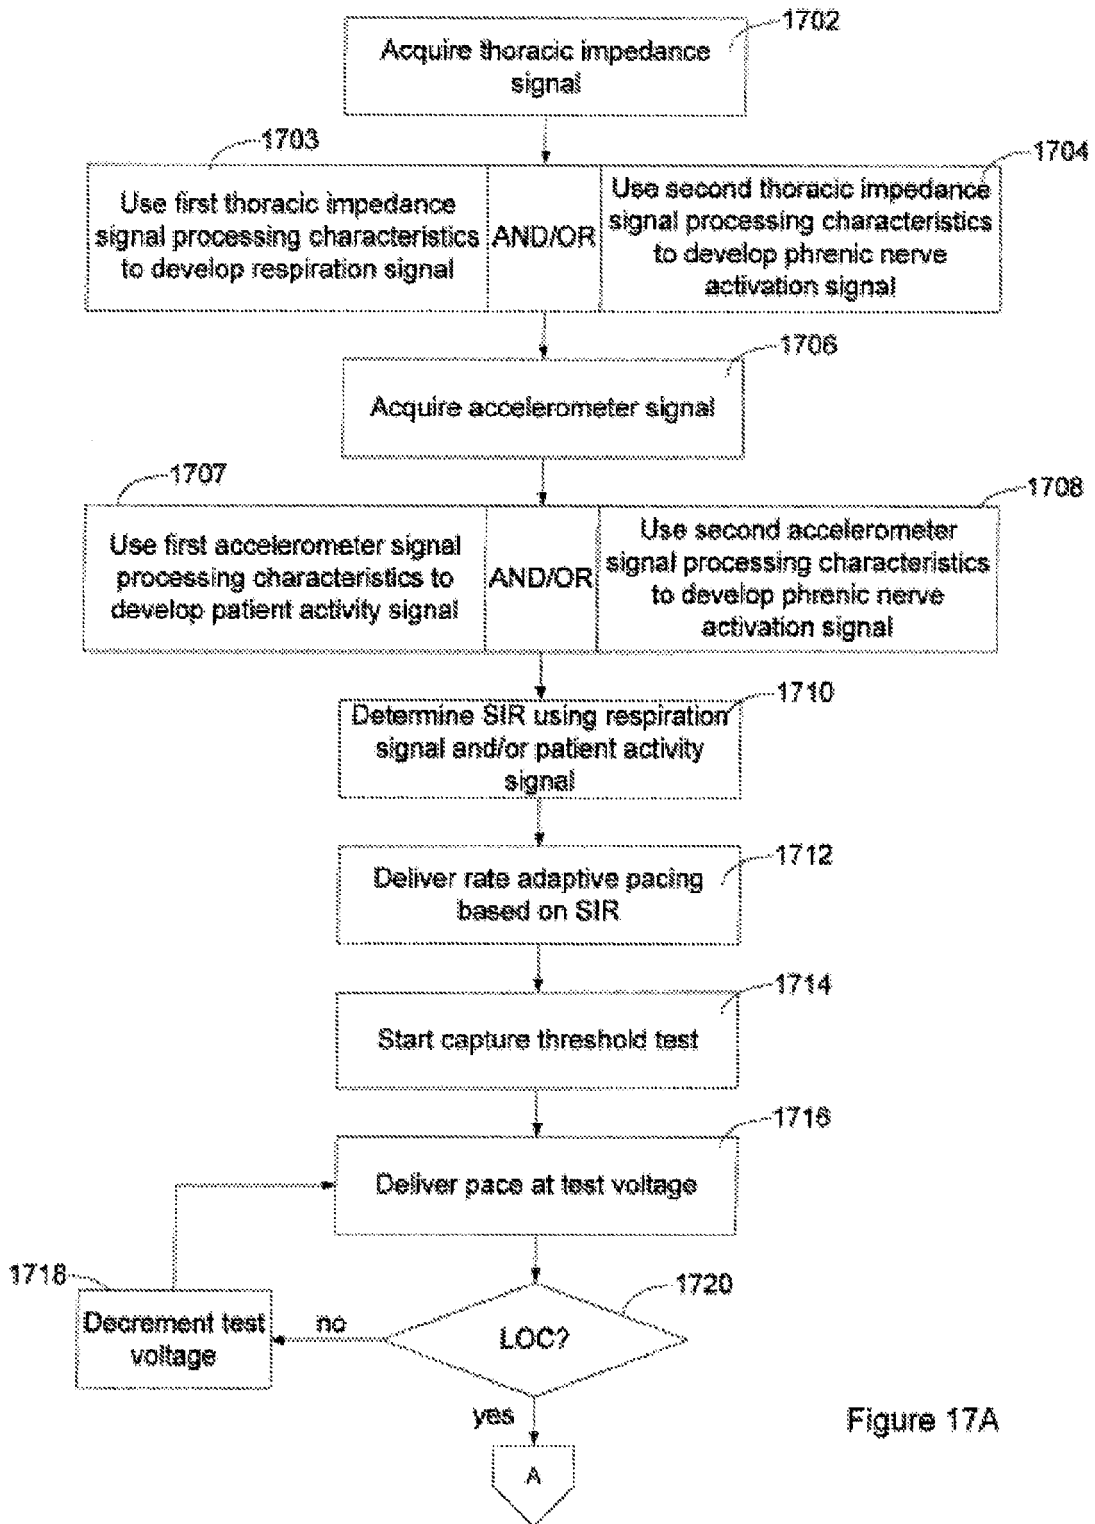 1702
Acquire thoracic impedance
signal
1703
Use first thoracic impedance
signal processing characteristics
to develop respiration signal
AND/OR
1704
Use second thoracic impedance
signal processing characteristics
to develop phrenic nerve
activation signal
1706
Acquire accelerometer signal
1707
Use first accelerometer signal
processing characteristics to
develop patient activity signal
AND/OR
1708
Use second accelerometer
signal processing characteristics
to develop phrenic nerve
activation signal
1710
Determine SIR using respiration
signal and/or patient activity
signal
1712
Deliver rate adaptive pacing
based on SIR
1714
Start capture threshold test
1716
Deliver pace at test voltage
1718
Decrement test
voltage
no
1720
LOC?
yes
A
Figure 17A